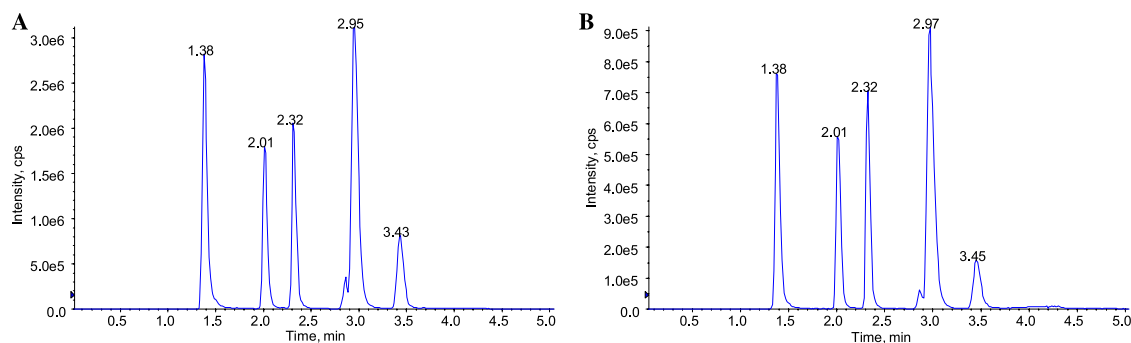 A
Intensity, cps
3.0e6
2.5e6
2.0e6
1.5e6
1.0e6
5.0e5
0.0
1.38
2.01
2.32
2.95
3.43
0.5 1.0 1.5 2.0 2.5 3.0 3.5 4.0 4.5 5.0
Time, min
B
Intensity, cps
9.0e5
8.0e5
7.0e5
6.0e5
5.0e5
4.0e5
3.0e5
2.0e5
1.0e5
0.0
1.38
2.01
2.32
2.97
3.45
0.5 1.0 1.5 2.0 2.5 3.0 3.5 4.0 4.5 5.0
Time, min